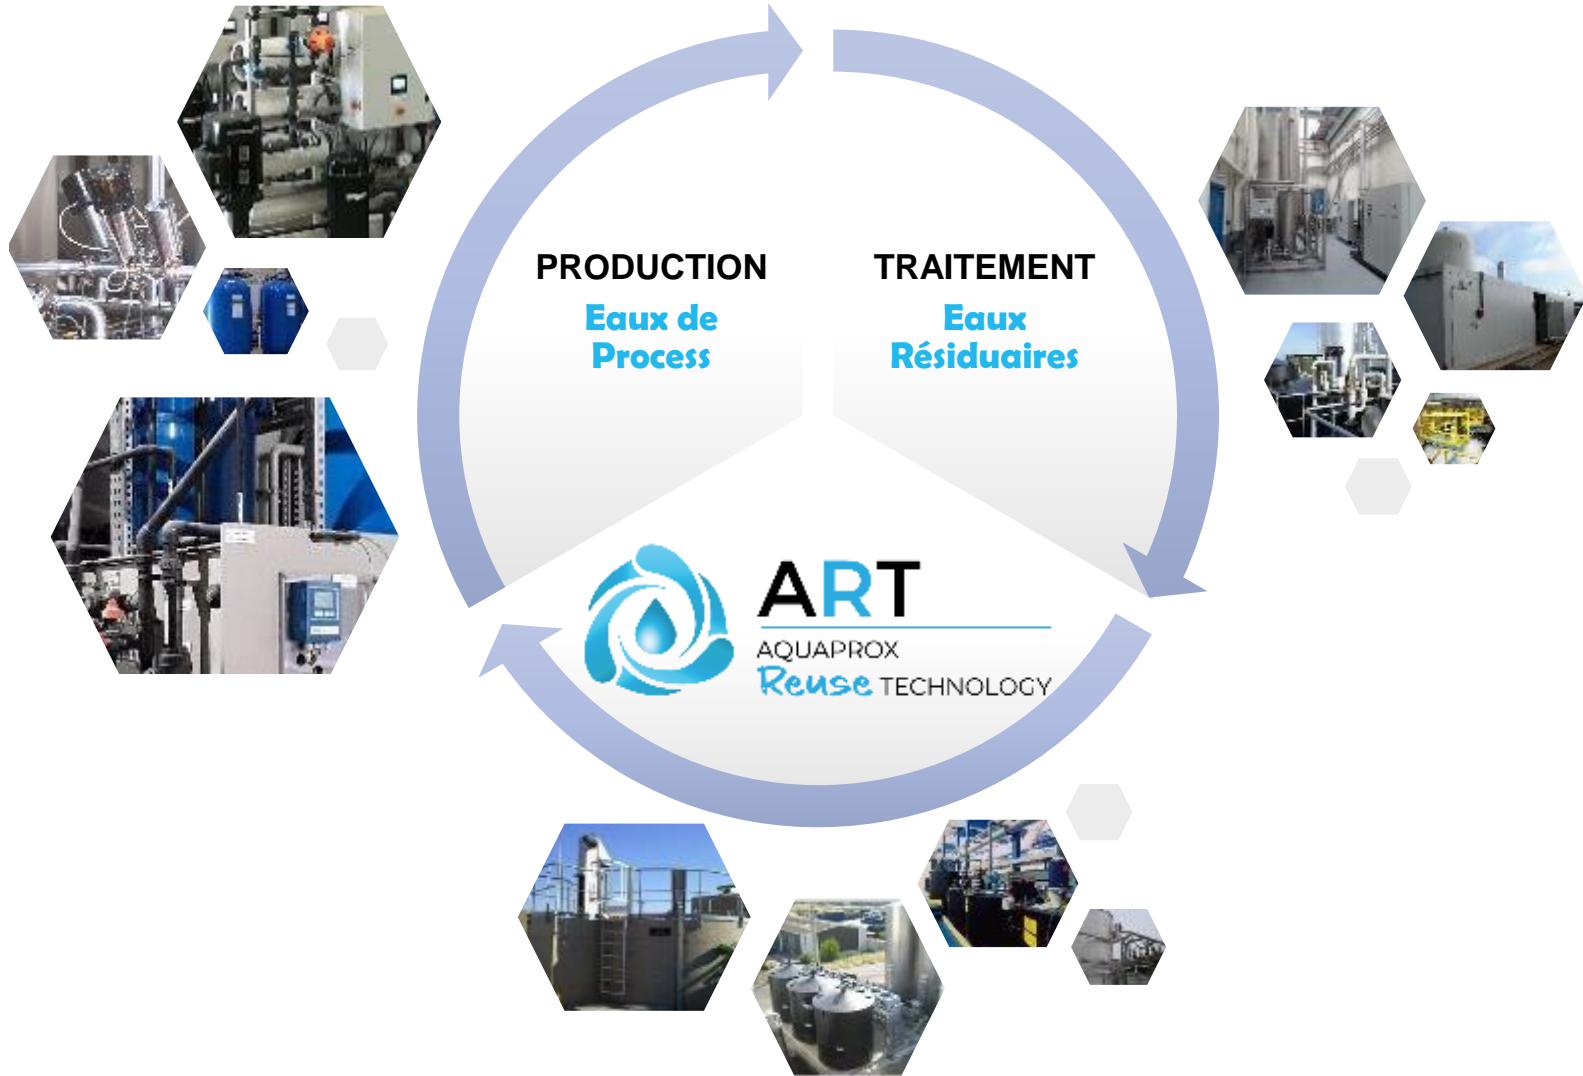 PRODUCTION
Eaux de
Process
TRAITEMENT
Eaux
Résiduaires
ART
AQUAPROX
Reuse TECHNOLOGY